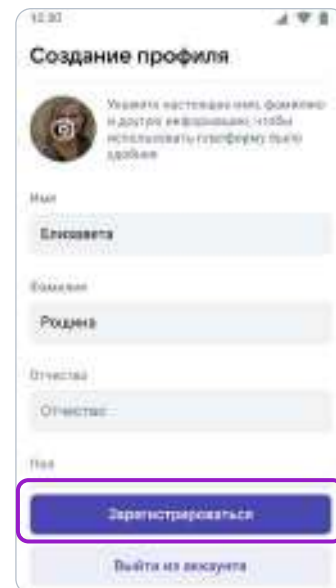 12:30
Создание профиля
Укажите настоящие имя, фамилию
и другую информацию, чтобы
использовать платформу было
удобнее
Имя
Елизавета
Фамилия
Рощина
Отчество
Отчество
Пол
Зарегистрироваться
Выйти из аккаунта